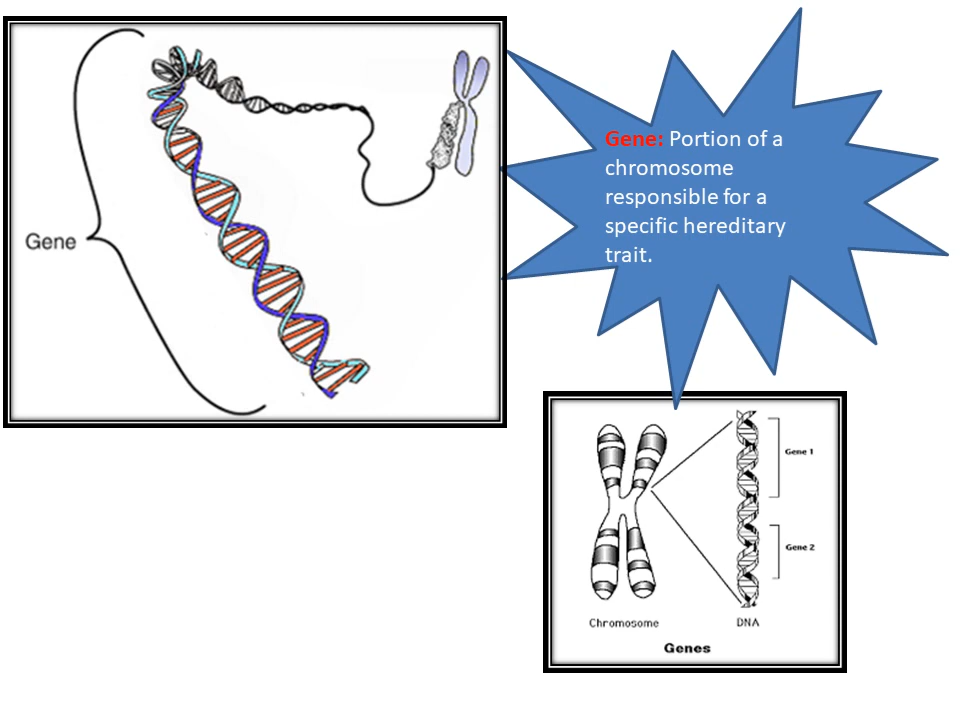 Gene
Gene: Portion of a
chromosome
responsible for a
specific hereditary
trait.
Gene 1
Gene 2
Chromosome
DNA
Genes